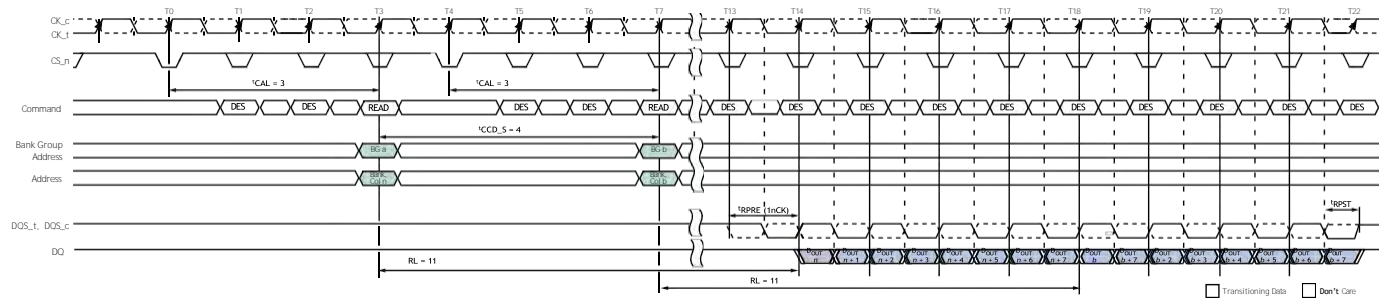 T0 T1 T2 T3 T4 T5 T6 T7 T13 T14 T15 T16 T17 T18 T19 T20 T21 T22
CK_c
CK_t
CS_n
tCAL = 3 tCAL = 3
Command DES DES READ DES DES READ DES DES DES DES DES DES DES DES DES DES
tCCD_S = 4
Bank Group
Address
BG a BG b
Address
Bank,
Col n
Bank,
Col b
tRPRE (1nCK) tRPST
DQS_t, DQS_c
DQ
DOUT DOUT DOUT DOUT DOUT DOUT DOUT DOUT DOUT DOUT DOUT DOUT DOUT DOUT DOUT DOUT
n n + 1 n + 2 n + 3 n + 4 n + 5 n + 6 n + 7 b b + 7 b + 2 b + 3 b + 4 b + 5 b + 6 b + 7
RL = 11
RL = 11
Transitioning Data Don't Care